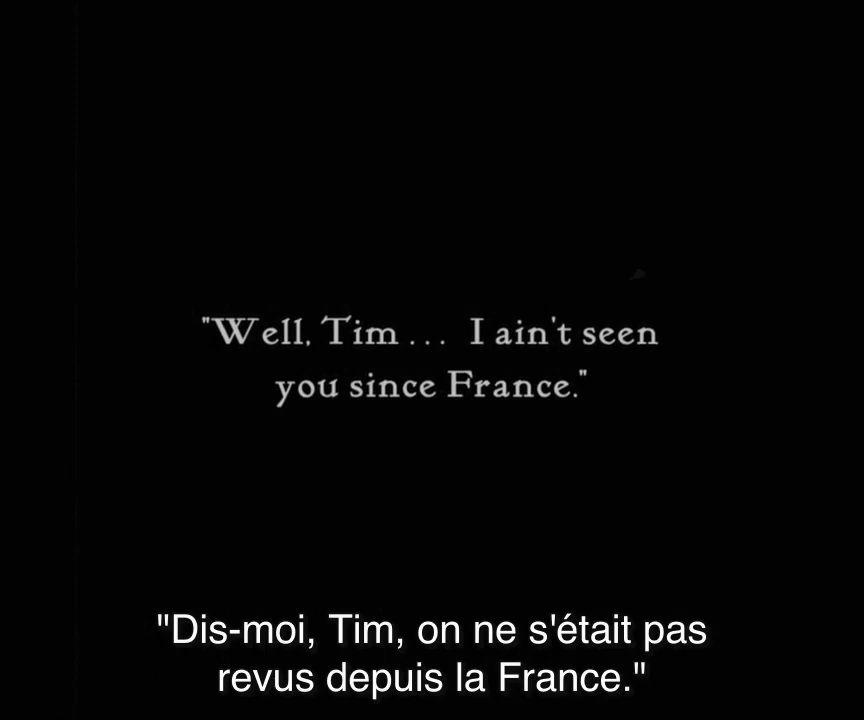 "Well, Tim ... I ain't seen
you since France."
"Dis-moi, Tim, on ne s'était pas
revus depuis la France."